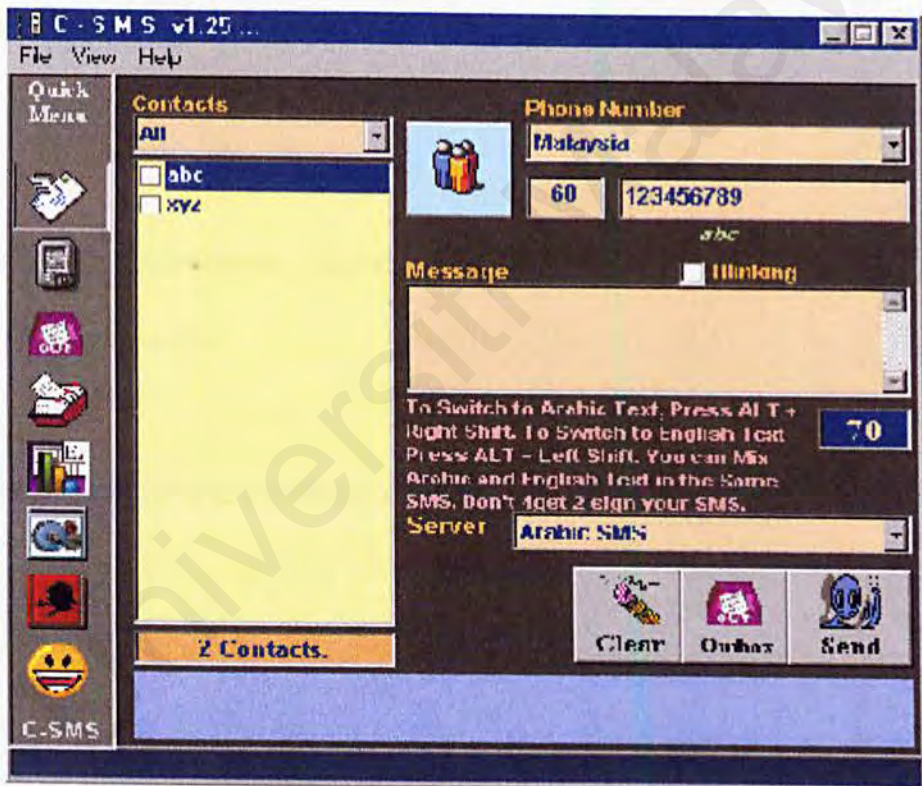 C-SMS v1.25 ...
File View Help
Quick
Menu
Contacts
All
abc
xyz
2 Contacts.
Phone Number
Malaysia
60 123456789
abc
Message Blinking
To Switch to Arabic Text, Press ALT +
Right Shift. To Switch to English Text
Press ALT - Left Shift. You can Mix
Arabic and English Text in the Same
SMS. Don't 4get 2 sign your SMS.
70
Server Arabic SMS
OUT
Clear Outbox Send
C-SMS